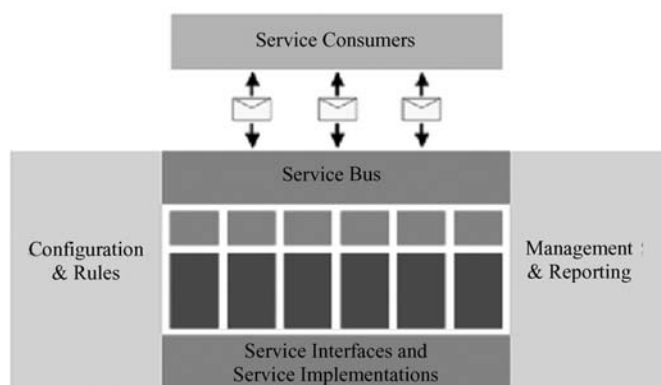 Service Consumers
Service Bus
Configuration
& Rules
Management
& Reporting
Service Interfaces and
Service Implementations